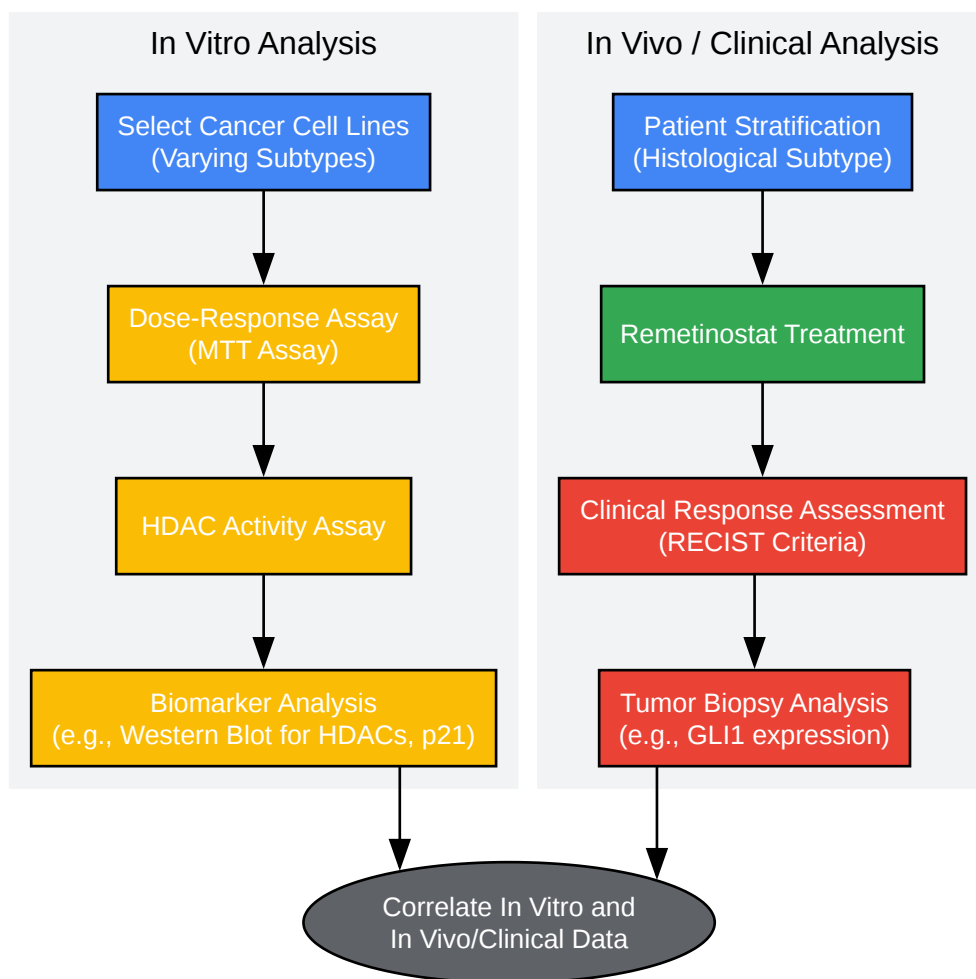 In Vitro Analysis
Select Cancer Cell Lines
(Varying Subtypes)
Dose-Response Assay
(MTT Assay)
HDAC Activity Assay
Biomarker Analysis
(e.g., Western Blot for HDACs, p21)
In Vivo / Clinical Analysis
Patient Stratification
(Histological Subtype)
Remetinostat Treatment
Clinical Response Assessment
(RECIST Criteria)
Tumor Biopsy Analysis
(e.g., GLI1 expression)
Correlate In Vitro and
In Vivo/Clinical Data